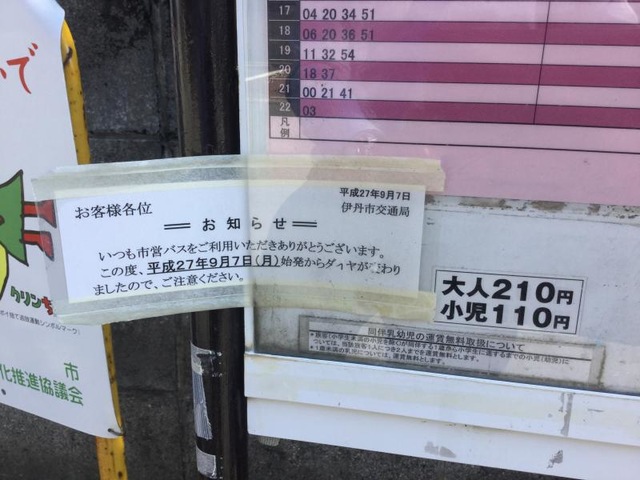 17 04 20 34 51
18 06 20 36 51
19 11 32 54
20 18 37
21 00 21 41
22 03
凡例
いで
平成27年9月7日
お客様各位
伊丹市交通局
== お知らせ ==
いつも市営バスをご利用いただきありがとうございます。
この度、平成27年9月7日(月)始発からダイヤが変わり
ましたので、ご注意ください。
大人210円
小児110円
同伴乳幼児の運賃無料取扱について
クリン
市
化推進協議会